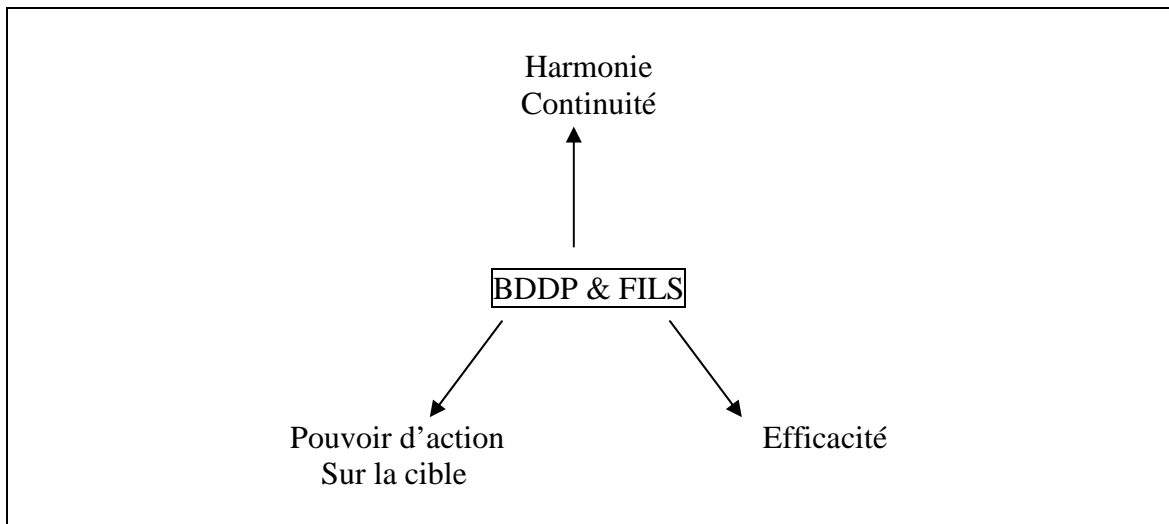 Harmonie
Continuité
BDDP & FILS
Pouvoir d’action
Sur la cible
Efficacité